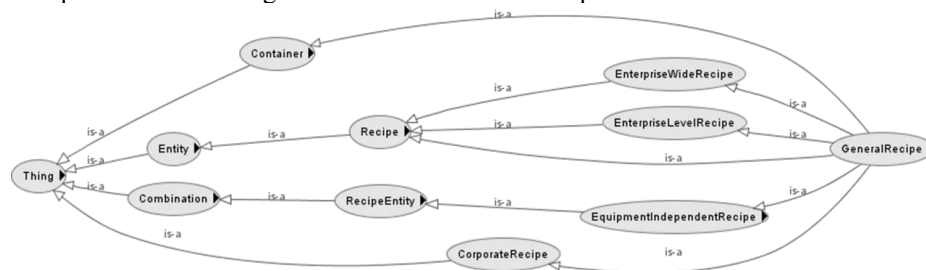 is-a
Container
EnterpriseWideRecipe
is-a
is-a
is-a
EnterpriseLevelRecipe
is-a
is-a
is-a
Recipe
Entity
is-a
GeneralRecipe
is-a
is-a
Thing
is-a
is-a
Combination
is-a
RecipeEntity
is-a
EquipmentIndependentRecipe
is-a
CorporateRecipe
is-a